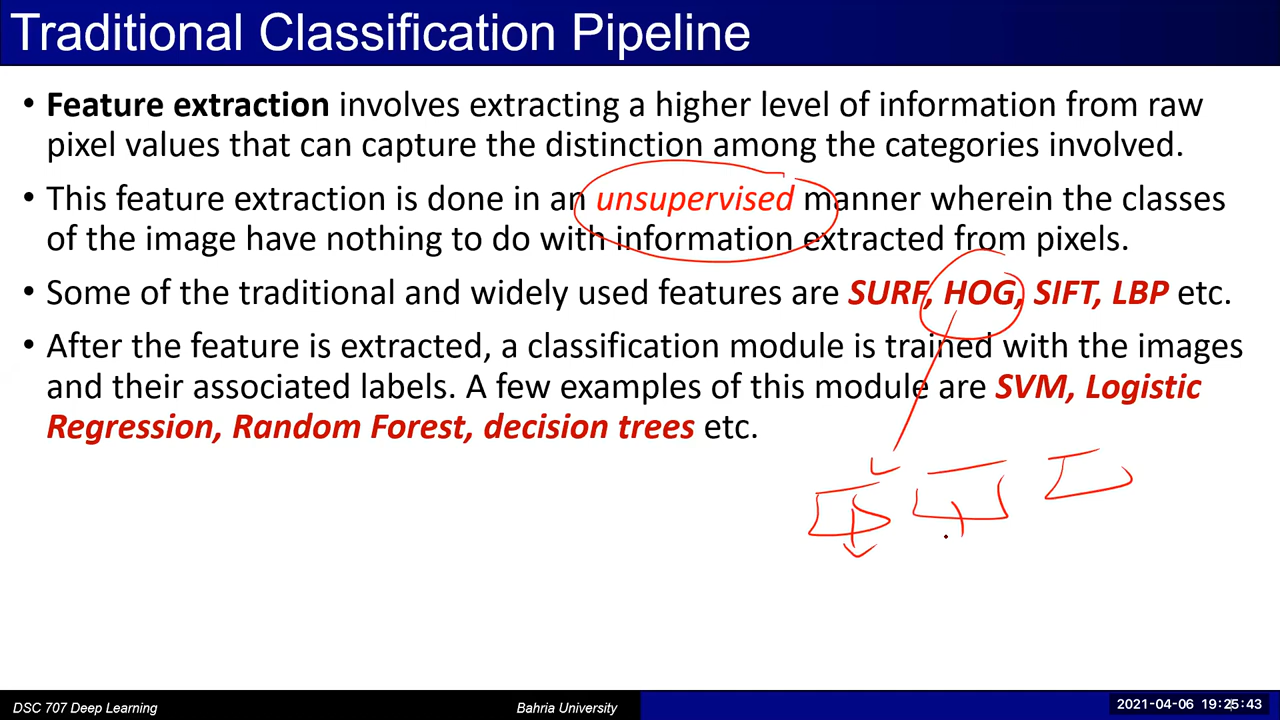 Traditional Classification Pipeline
• Feature extraction involves extracting a higher level of information from raw
pixel values that can capture the distinction among the categories involved.
• This feature extraction is done in an unsupervised manner wherein the classes
of the image have nothing to do with information extracted from pixels.
• Some of the traditional and widely used features are SURF, HOG, SIFT, LBP etc.
• After the feature is extracted, a classification module is trained with the images
and their associated labels. A few examples of this module are SVM, Logistic
Regression, Random Forest, decision trees etc.
DSC 707 Deep Learning
Bahria University
2021-04-06 19:25:43